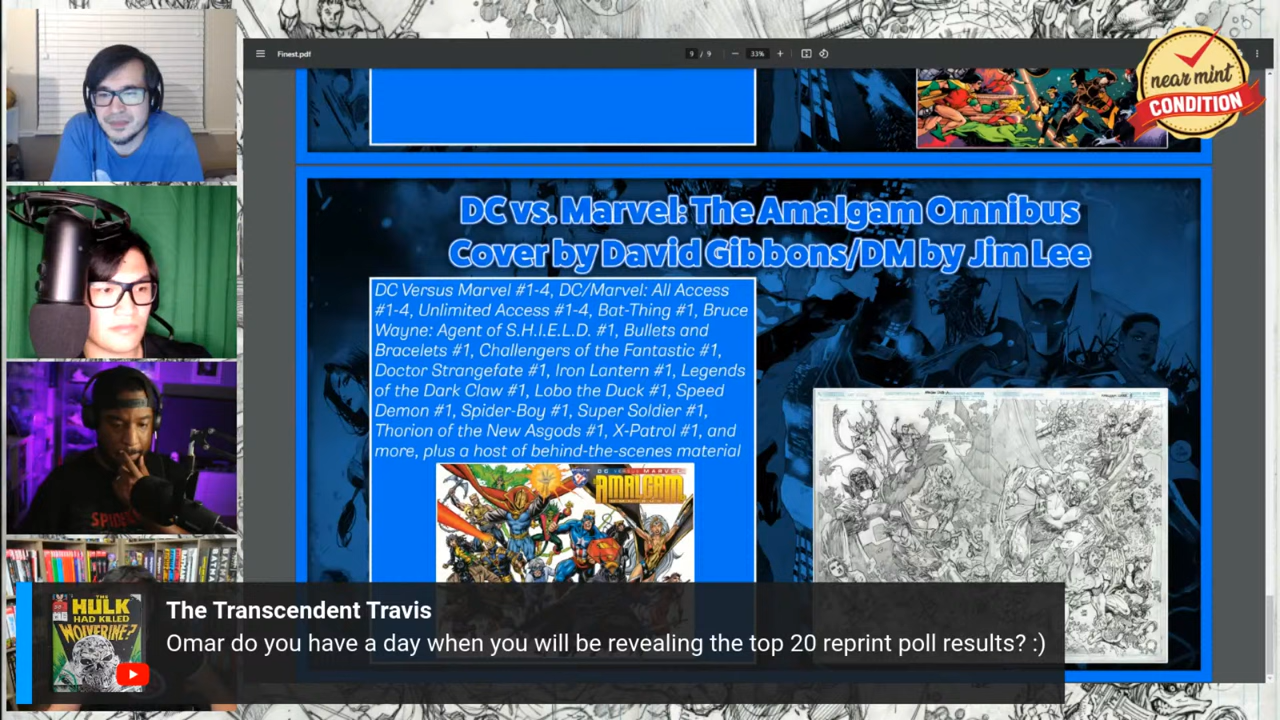 Finest.pdf
9 / 9
33%
near mint
CONDITION
DC vs. Marvel: The Amalgam Omnibus
Cover by David Gibbons/DM by Jim Lee
DC Versus Marvel #1-4, DC/Marvel: All Access
#1-4, Unlimited Access #1-4, Bat-Thing #1, Bruce
Wayne: Agent of S.H.I.E.L.D. #1, Bullets and
Bracelets #1, Challengers of the Fantastic #1,
Doctor Strangefate #1, Iron Lantern #1, Legends
of the Dark Claw #1, Lobo the Duck #1, Speed
Demon #1, Spider-Boy #1, Super Soldier #1,
Thorion of the New Asgods #1, X-Patrol #1, and
more, plus a host of behind-the-scenes material
DC VERSUS MARVEL
AMALGAM
THE
HULK
HAD KILLED
WOLVERINE?
The Transcendent Travis
Omar do you have a day when you will be revealing the top 20 reprint poll results? :)